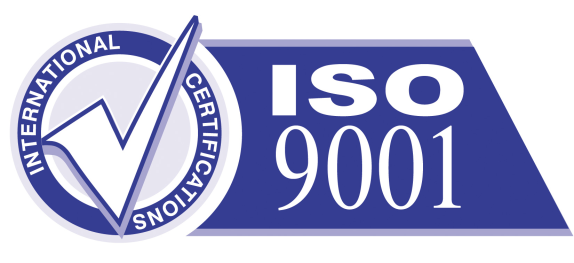 INTERNATIONAL
CERTIFICATIONS
ISO
9001